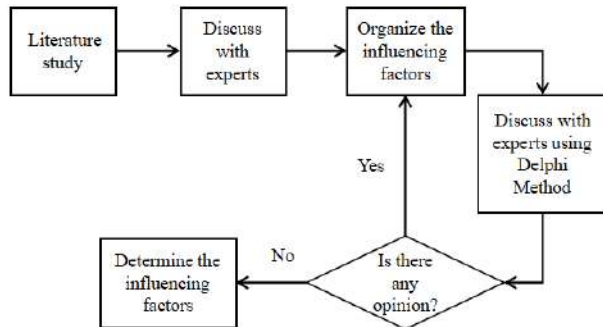 Literature
study
Discuss
with
experts
Organize the
influencing
factors
Discuss with
experts using
Delphi
Method
Yes
Is there
any
opinion?
No
Determine the
influencing
factors